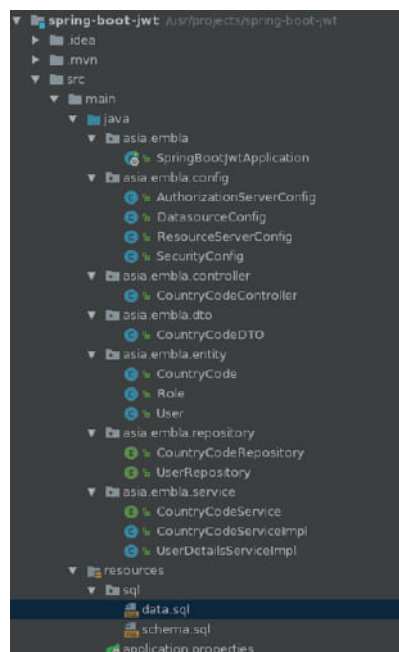 spring-boot-jwt /usr/projects/spring-boot-jwt
.idea
.mvn
src
main
java
asia.embla
SpringBootJwtApplication
asia.embla.config
AuthorizationServerConfig
DatasourceConfig
ResourceServerConfig
SecurityConfig
asia.embla.controller
CountryCodeController
asia.embla.dto
CountryCodeDTO
asia.embla.entity
CountryCode
Role
User
asia.embla.repository
CountryCodeRepository
UserRepository
asia.embla.service
CountryCodeService
CountryCodeServiceImpl
UserDetailsServiceImpl
resources
sql
data.sql
schema.sql
application.properties